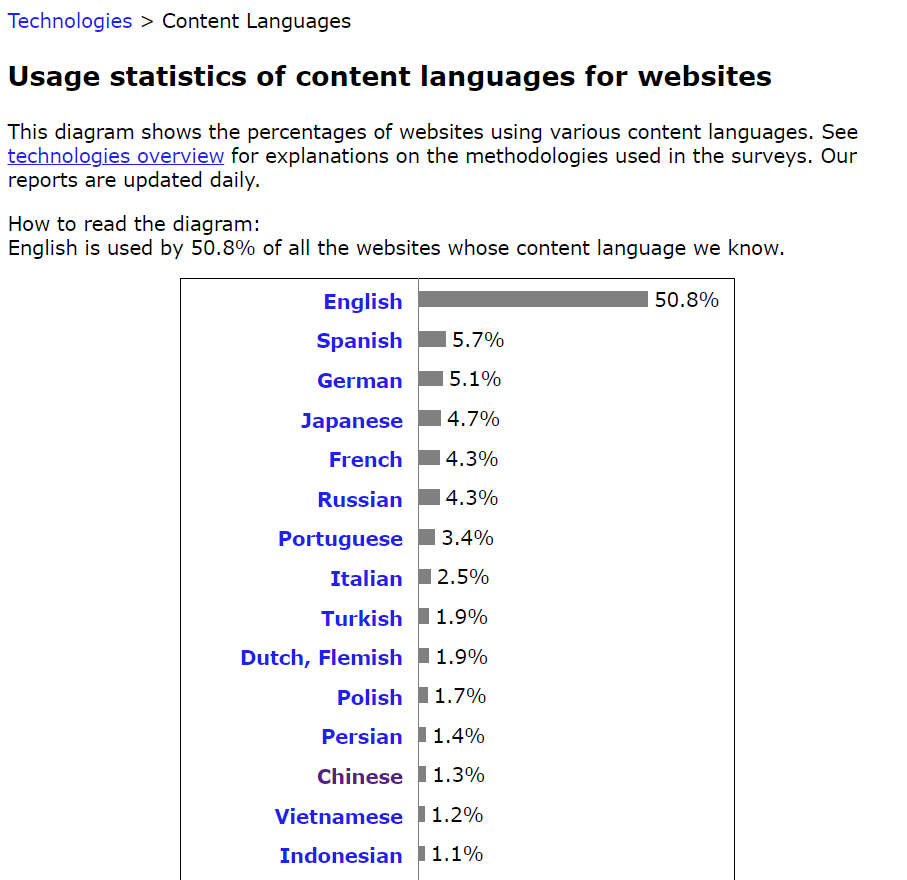 Technologies > Content Languages
Usage statistics of content languages for websites
This diagram shows the percentages of websites using various content languages. See
technologies overview for explanations on the methodologies used in the surveys. Our
reports are updated daily.
How to read the diagram:
English is used by 50.8% of all the websites whose content language we know.
English 50.8%
Spanish 5.7%
German 5.1%
Japanese 4.7%
French 4.3%
Russian 4.3%
Portuguese 3.4%
Italian 2.5%
Turkish 1.9%
Dutch, Flemish 1.9%
Polish 1.7%
Persian 1.4%
Chinese 1.3%
Vietnamese 1.2%
Indonesian 1.1%